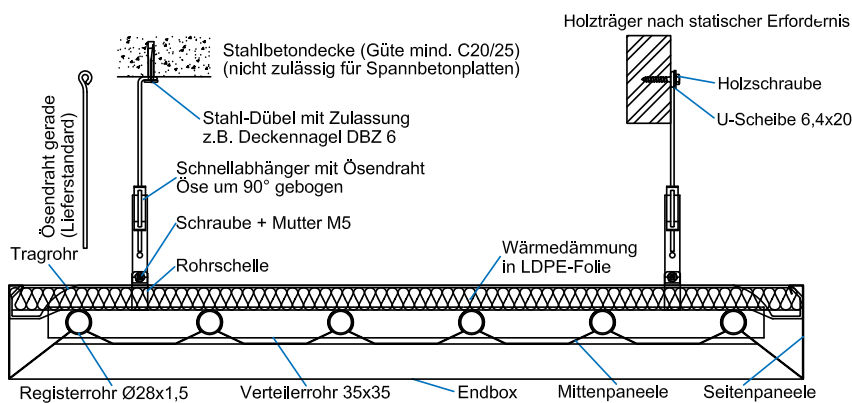 Holzträger nach statischer Erfordernis
Stahlbetondecke (Güte mind. C20/25)
(nicht zulässig für Spannbetonplatten)
Holzschraube
U-Scheibe 6,4x20
Stahl-Dübel mit Zulassung
z.B. Deckennagel DBZ 6
Ösendraht gerade
(Lieferstandard)
Schnellabhänger mit Ösendraht
Öse um 90° gebogen
Schraube + Mutter M5
Tragrohr
Rohrschelle
Wärmedämmung
in LDPE-Folie
Registerrohr Ø28x1,5
Verteilerrohr 35x35
Endbox
Mittenpaneele
Seitenpaneele